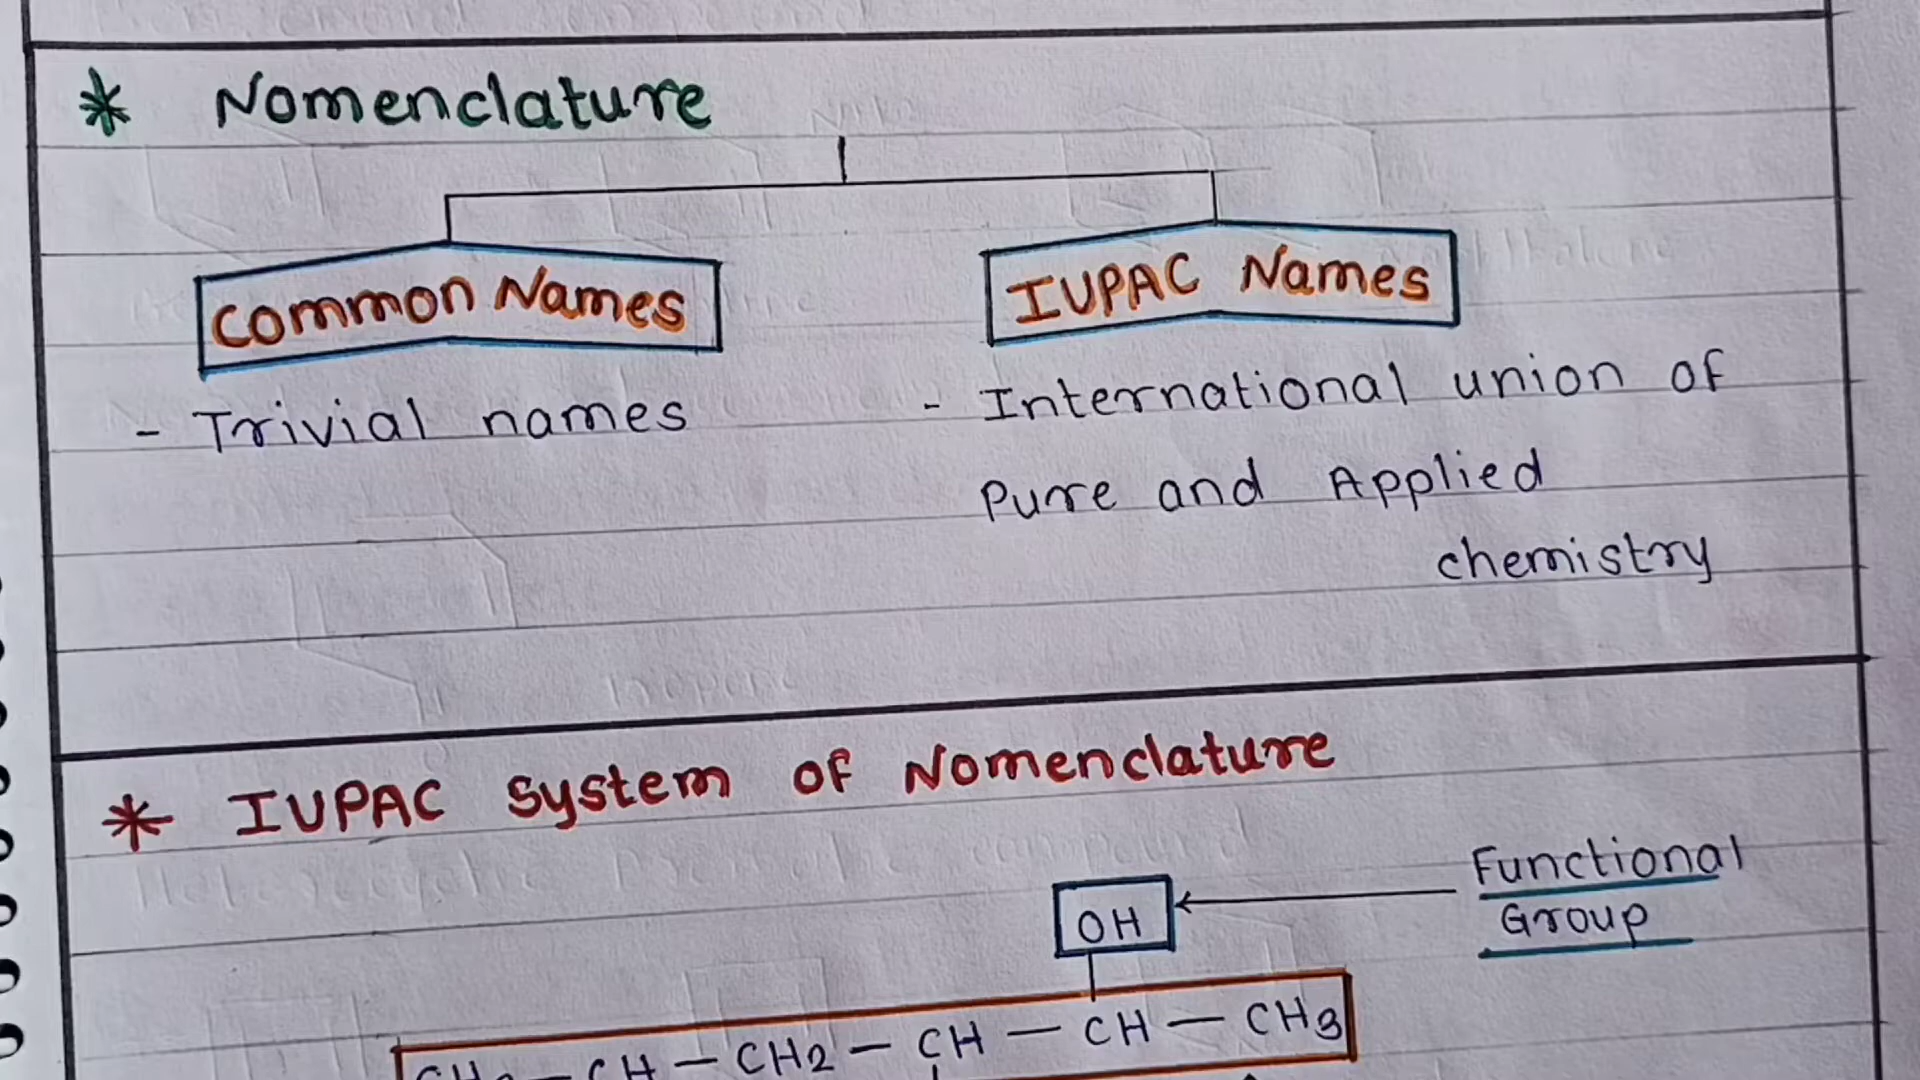 * Nomenclature
Common Names
IUPAC Names
- Trivial names
- International union of
Pure and Applied
chemistry
* IUPAC system of Nomenclature
Functional
Group
OH
CH — CH2 — CH — CH — CH3